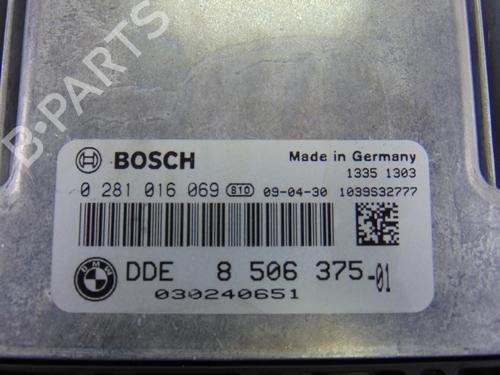 B-PARTS
BOSCH Made in Germany
1335 1303
0 281 016 069 810 09-04-30 1039S32777
BMW DDE 8 506 375-01
030240651